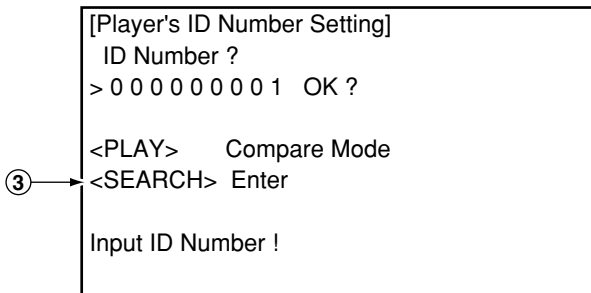 [Player's ID Number Setting]
ID Number ?
> 0 0 0 0 0 0 0 0 1 OK ?
<PLAY> Compare Mode
③ <SEARCH> Enter
Input ID Number !